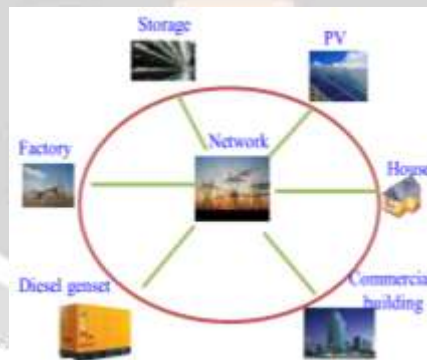 Storage
PV
Network
Factory
House
Diesel genset
Commercial
building